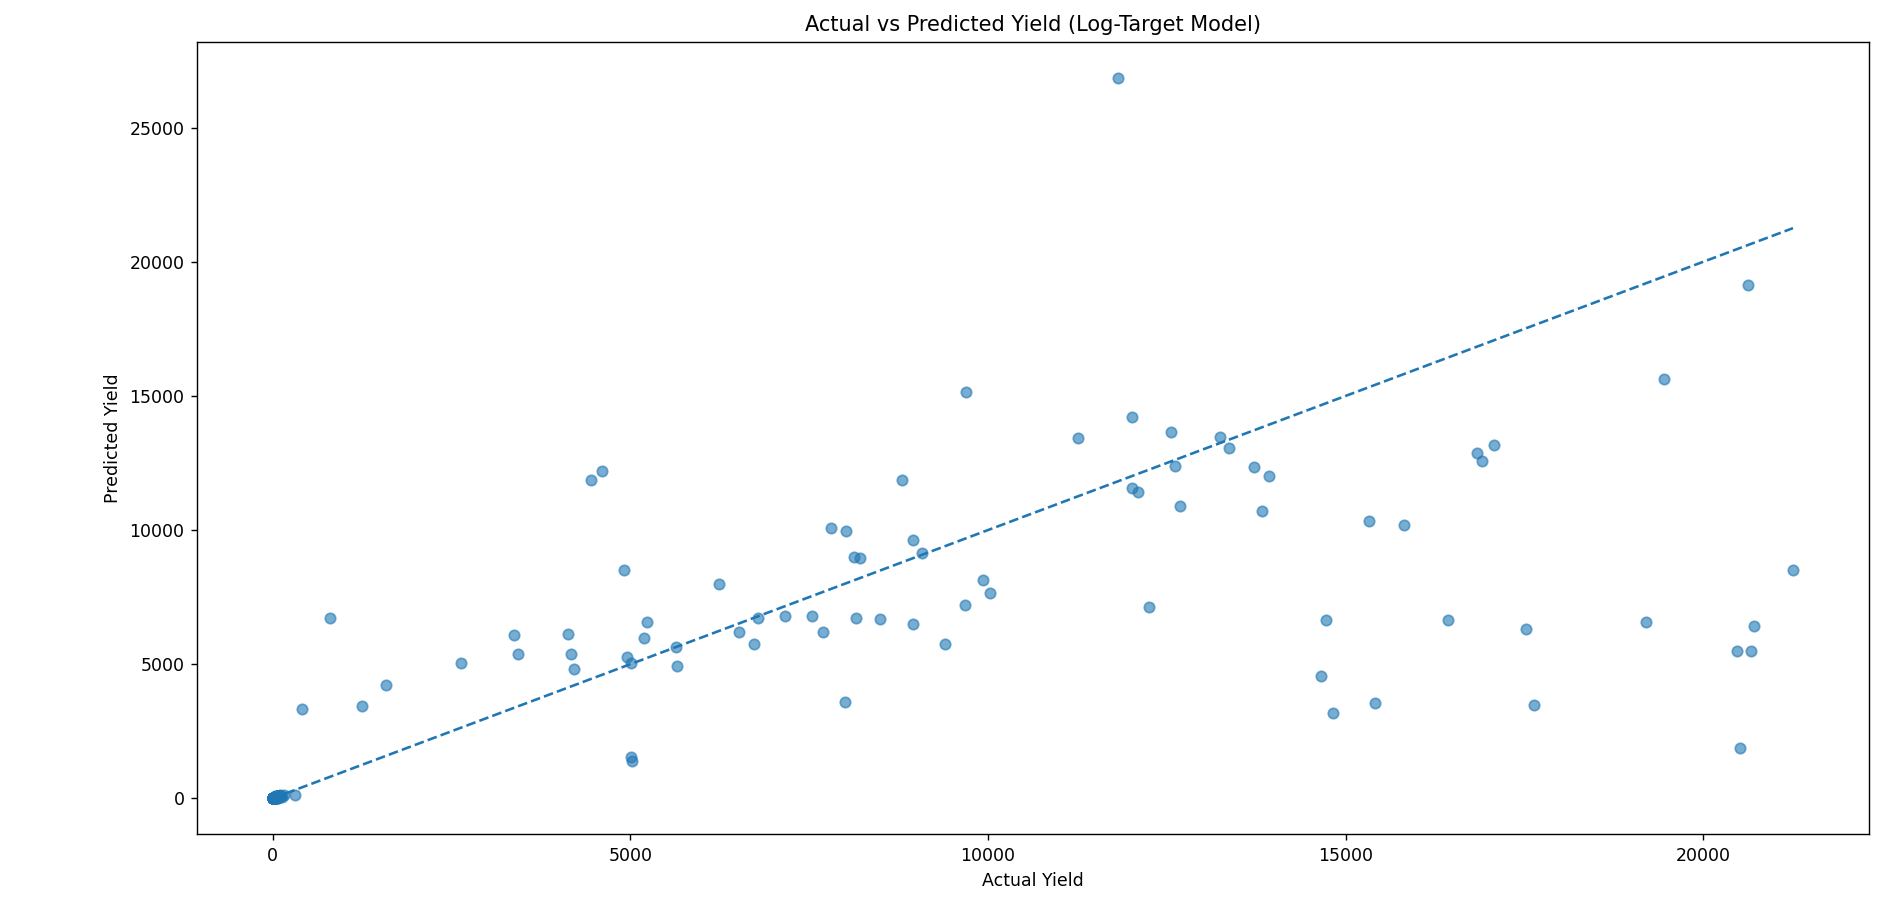 Actual vs Predicted Yield (Log-Target Model)
25000
20000
15000
10000
5000
0
Predicted Yield
0 5000 10000 15000 20000
Actual Yield